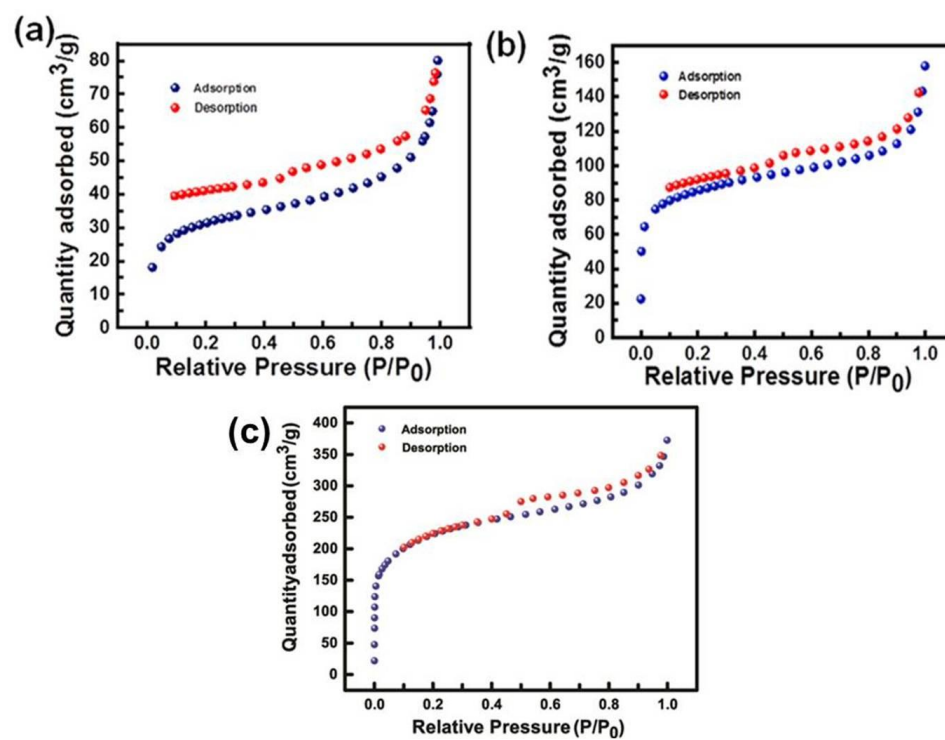 (a)
Quantity adsorbed (cm³/g)
80
70
60
50
40
30
20
10
0
Adsorption
Desorption
0.0 0.2 0.4 0.6 0.8 1.0
Relative Pressure (P/P₀)
(b)
Quantity adsorbed (cm³/g)
160
140
120
100
80
60
40
20
0
Adsorption
Desorption
0.0 0.2 0.4 0.6 0.8 1.0
Relative Pressure (P/P₀)
(c)
Quantityadsorbed (cm³/g)
400
350
300
250
200
150
100
50
0
Adsorption
Desorption
0.0 0.2 0.4 0.6 0.8 1.0
Relative Pressure (P/P₀)